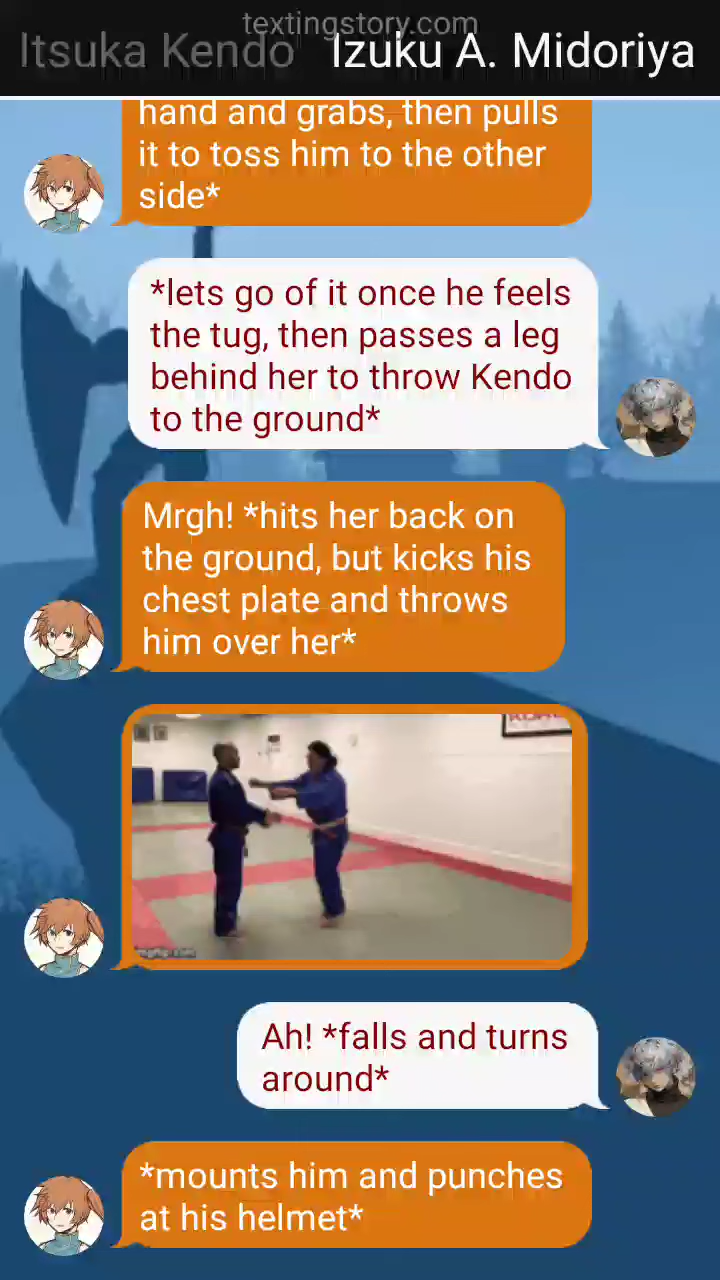 textingstory.com
Itsuka Kendo Izuku A. Midoriya
hand and grabs, then pulls
it to toss him to the other
side*
*lets go of it once he feels
the tug, then passes a leg
behind her to throw Kendo
to the ground*
Mrgh! *hits her back on
the ground, but kicks his
chest plate and throws
him over her*
imgflip.com
Ah! *falls and turns
around*
*mounts him and punches
at his helmet*